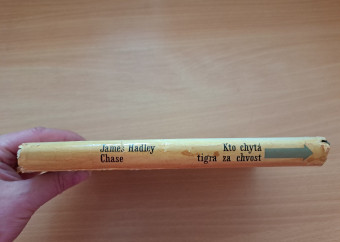 James Hadley
Chase
Kto chytá
tigra za chvost